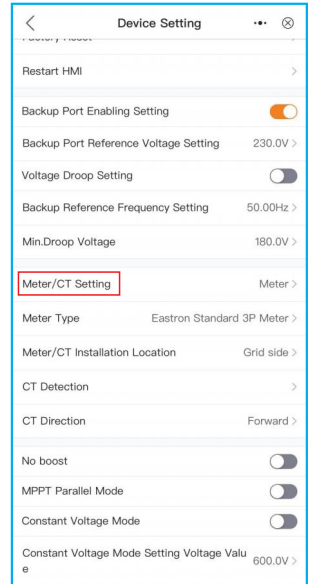 Device Setting
Factory Reset
Restart HMI
Backup Port Enabling Setting
Backup Port Reference Voltage Setting 230.0V
Voltage Droop Setting
Backup Reference Frequency Setting 50.00Hz
Min.Droop Voltage 180.0V
Meter/CT Setting Meter
Meter Type Eastron Standard 3P Meter
Meter/CT Installation Location Grid side
CT Detection
CT Direction Forward
No boost
MPPT Parallel Mode
Constant Voltage Mode
Constant Voltage Mode Setting Voltage Valu
e 600.0V